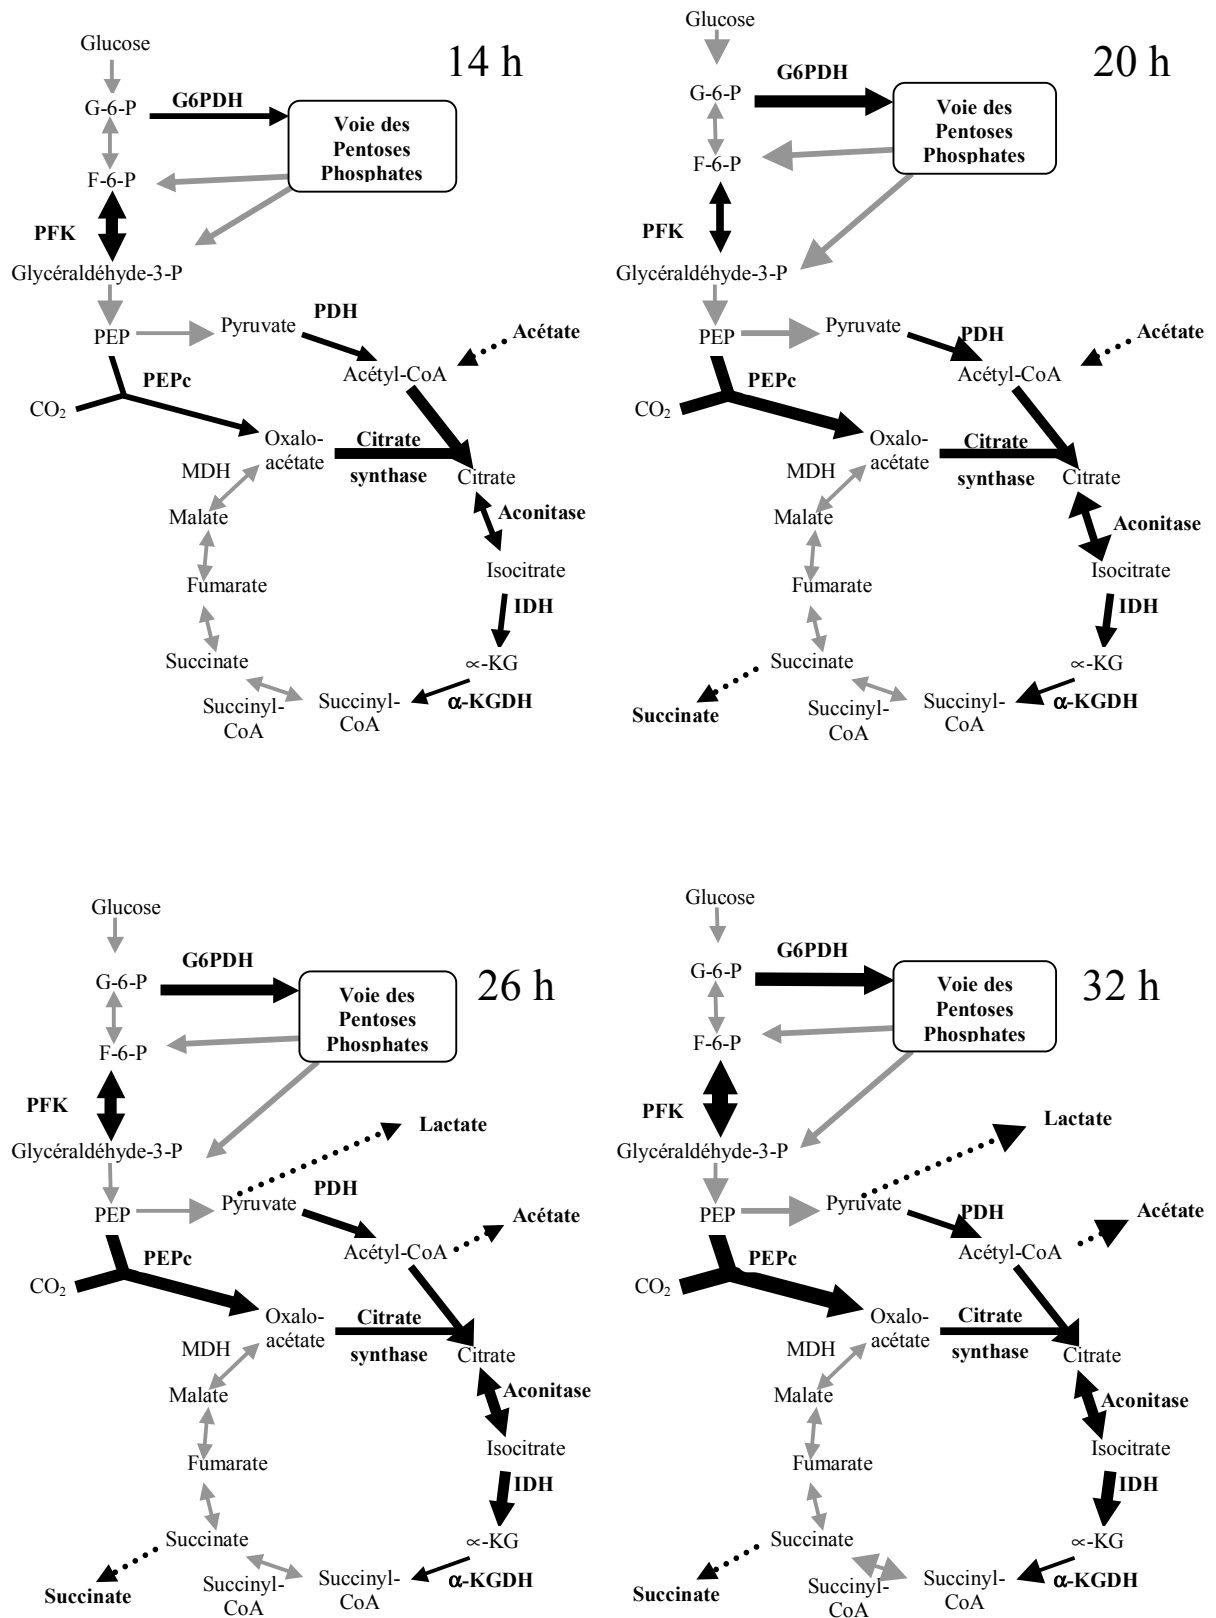 Glucose
14 h
G-6-P
G6PDH
Voie des
Pentoses
Phosphates
F-6-P
PFK
Glycéraldéhyde-3-P
PDH
Pyruvate
PEP
Acétate
Acétyl-CoA
PEPc
CO2
Oxalo-
acétate
Citrate
synthase
MDH
Citrate
Malate
Aconitase
Isocitrate
Fumarate
IDH
Succinate
∝-KG
Succinyl-
CoA
Succinyl-
CoA
α-KGDH
Glucose
20 h
G6PDH
G-6-P
Voie des
Pentoses
Phosphates
F-6-P
PFK
Glycéraldéhyde-3-P
Pyruvate
PDH
PEP
Acétate
Acétyl-CoA
PEPc
CO2
Oxalo-
acétate
Citrate
synthase
MDH
Citrate
Malate
Aconitase
Isocitrate
Fumarate
IDH
Succinate
∝-KG
Succinate
Succinyl-
CoA
Succinyl-
CoA
α-KGDH
Glucose
G6PDH
26 h
G-6-P
Voie des
Pentoses
Phosphates
F-6-P
PFK
Lactate
Glycéraldéhyde-3-P
PDH
Pyruvate
PEP
Acétate
Acétyl-CoA
PEPc
CO2
Oxalo-
acétate
Citrate
synthase
MDH
Citrate
Malate
Aconitase
Isocitrate
Fumarate
IDH
Succinate
∝-KG
Succinate
Succinyl-
CoA
Succinyl-
CoA
α-KGDH
Glucose
G6PDH
32 h
G-6-P
Voie des
Pentoses
Phosphates
F-6-P
PFK
Lactate
Glycéraldéhyde-3-P
Pyruvate
PDH
PEP
Acétate
Acétyl-CoA
PEPc
CO2
Oxalo-
acétate
Citrate
synthase
MDH
Citrate
Malate
Aconitase
Isocitrate
Fumarate
IDH
Succinate
∝-KG
Succinate
Succinyl-
CoA
Succinyl-
CoA
α-KGDH